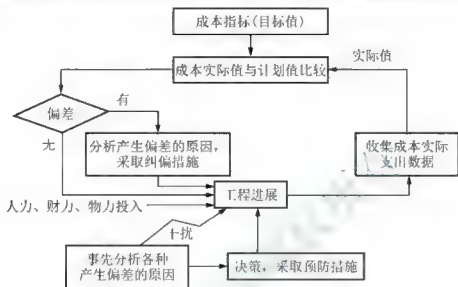 成本指标(目标值)
实际值
成本实际值与计划值比较
偏差
有
无
分析产生偏差的原因，
采取纠偏措施
收集成本实际
支出数据
工程进展
人力、财力、物力投入
干扰
事先分析各种
产生偏差的原因
决策，采取预防措施